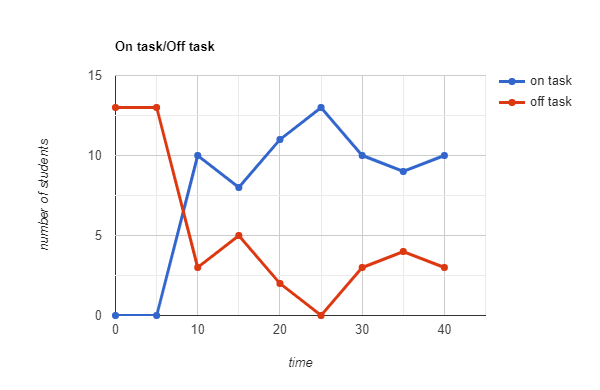 On task/Off task
on task
off task
number of students
15
10
5
0
0 10 20 30 40
time